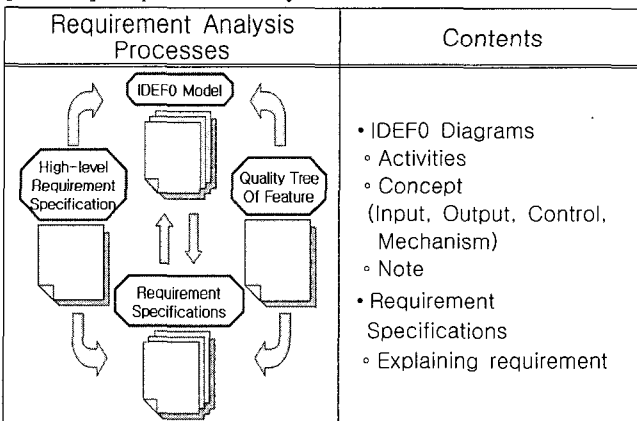 Requirement Analysis
Processes
Contents
IDEF0 Model
High-level
Requirement
Specification
Quality Tree
Of Feature
Requirement
Specifications
• IDEF0 Diagrams
◦ Activities
◦ Concept
(Input, Output, Control,
Mechanism)
◦ Note
• Requirement
Specifications
◦ Explaining requirement